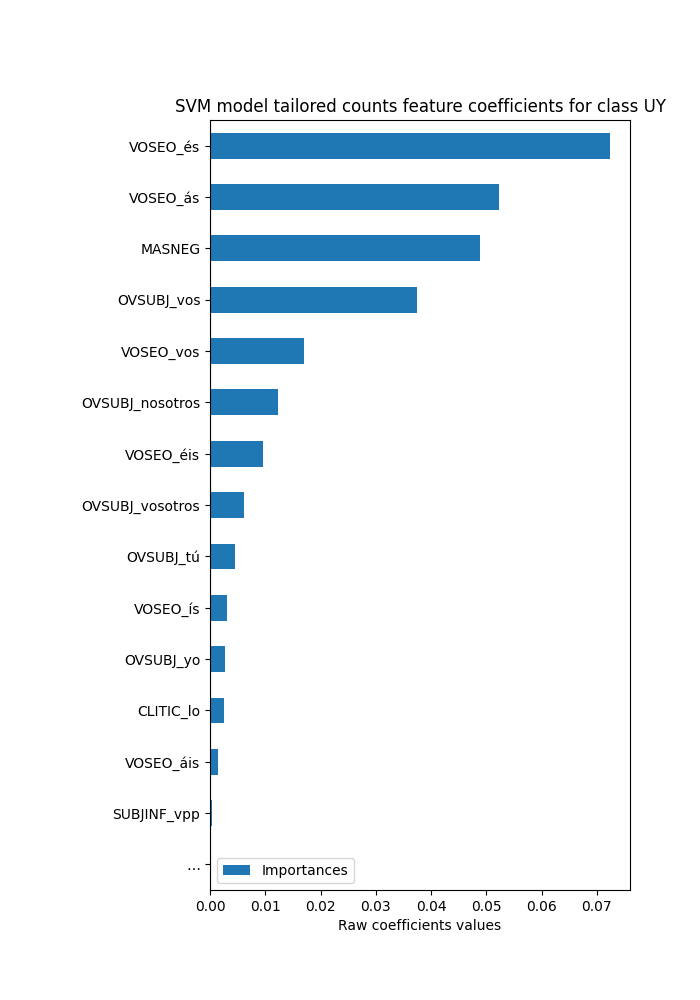 SVM model tailored counts feature coefficients for class UY
VOSEO_és
VOSEO_ás
MASNEG
OVSUBJ_vos
VOSEO_vos
OVSUBJ_nosotros
VOSEO_éis
OVSUBJ_vosotros
OVSUBJ_tú
VOSEO_ís
OVSUBJ_yo
CLITIC_lo
VOSEO_áis
SUBJINF_vpp
...
Importances
0.00 0.01 0.02 0.03 0.04 0.05 0.06 0.07
Raw coefficients values